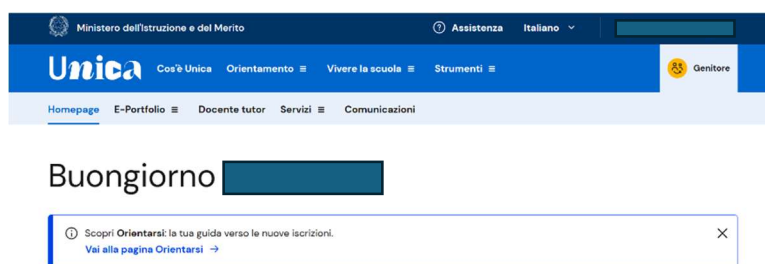 Ministero dell'Istruzione e del Merito Assistenza Italiano
Unica Cos'è Unica Orientamento Vivere la scuola Strumenti Genitore
Homepage E-Portfolio Docente tutor Servizi Comunicazioni
Buongiorno
Scopri Orientarsi: la tua guida verso le nuove iscrizioni.
Vai alla pagina Orientarsi →